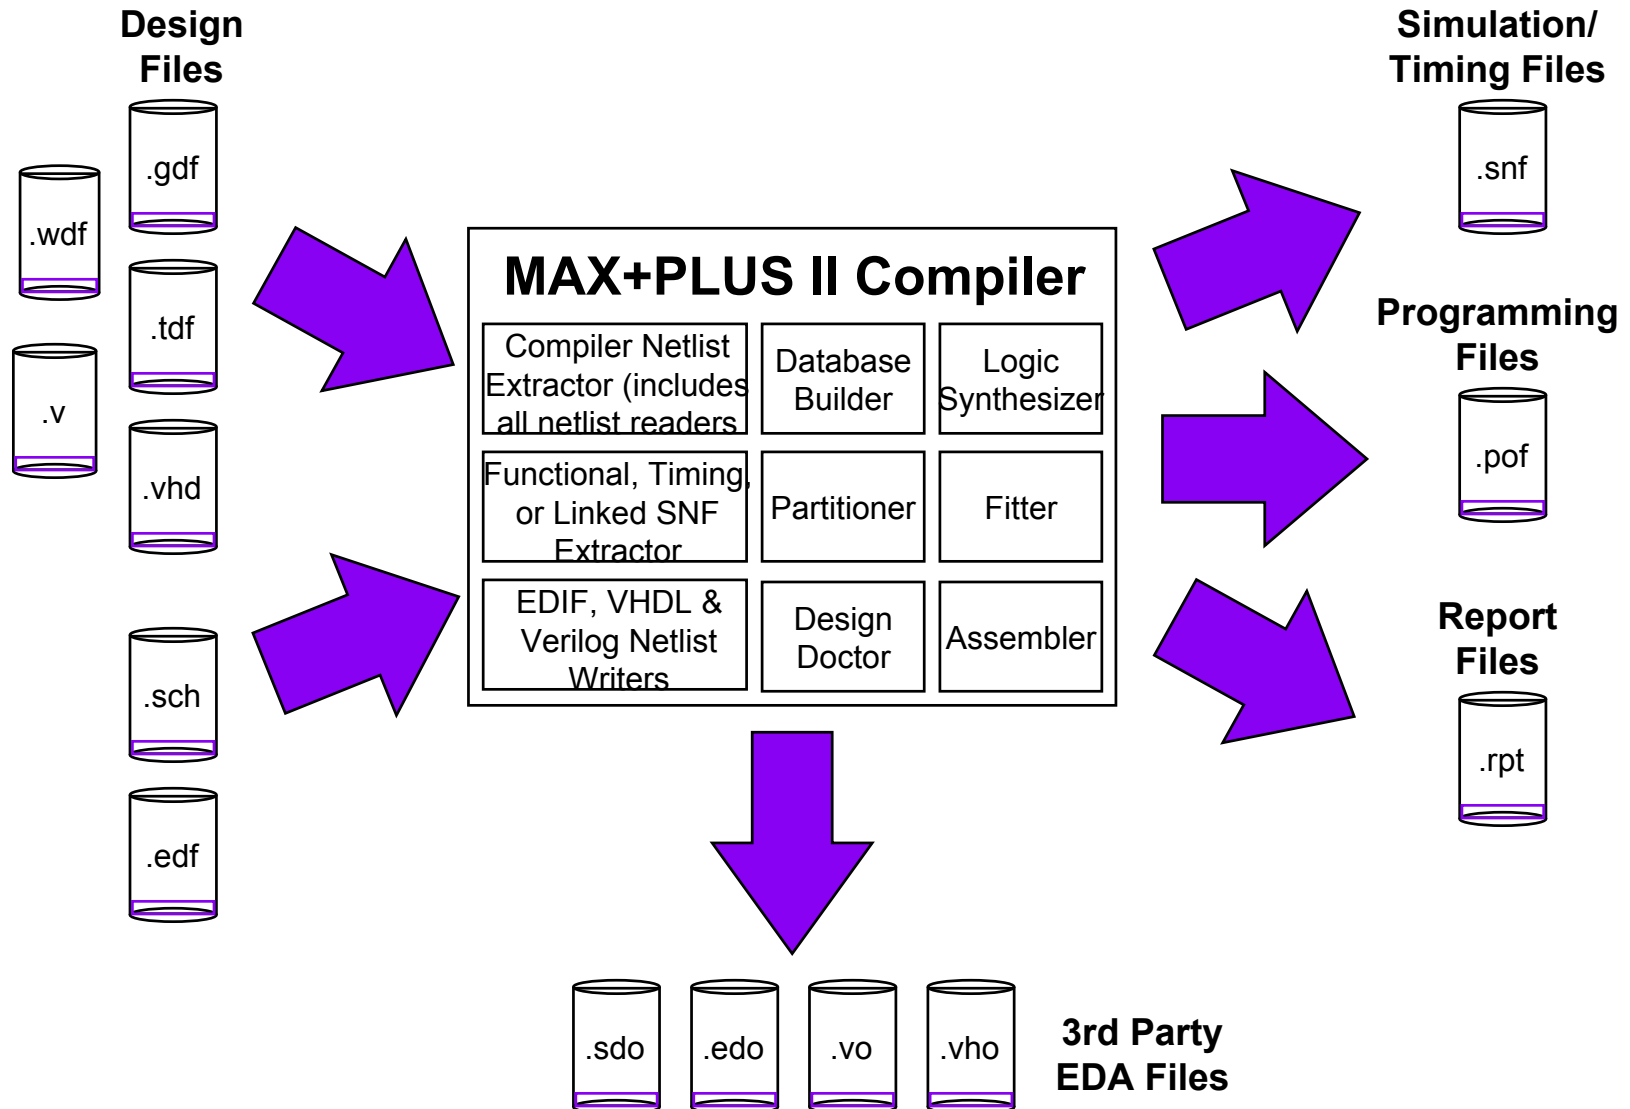 Design
Files
.gdf
.wdf
.tdf
.v
.vhd
.sch
.edf
MAX+PLUS II Compiler
Compiler Netlist
Extractor (includes
all netlist readers
Database
Builder
Logic
Synthesizer
Functional, Timing,
or Linked SNF
Extractor
Partitioner
Fitter
EDIF, VHDL &
Verilog Netlist
Writers
Design
Doctor
Assembler
Simulation/
Timing Files
.snf
Programming
Files
.pof
Report
Files
.rpt
.sdo
.edo
.vo
.vho
3rd Party
EDA Files